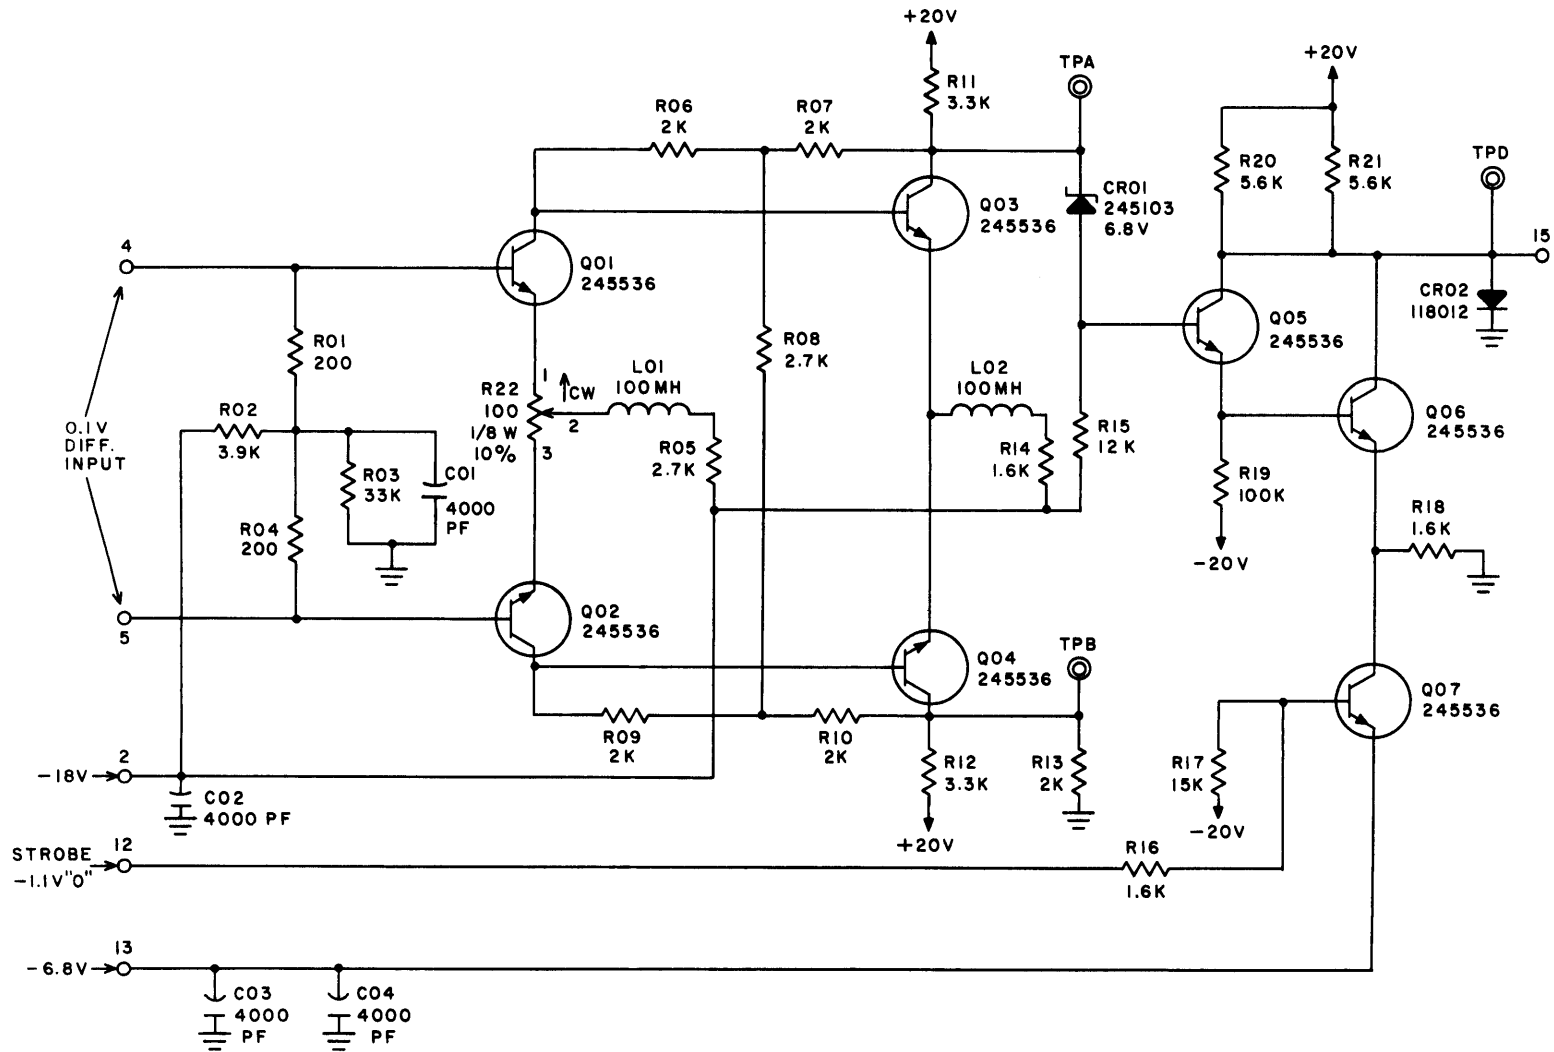 +20V
R11
3.3K
TPA
R06
2K
R07
2K
+20V
R20
5.6K
R21
5.6K
TPD
CR01
245103
6.8V
Q03
245536
4
Q01
245536
15
CR02
118012
Q05
245536
R01
200
R08
2.7K
0.1V
DIFF.
INPUT
R02
3.9K
R22
100
1/8 W
10%
1
CW
2
3
L01
100MH
L02
100MH
R05
2.7K
R14
1.6K
R15
12K
Q06
245536
R03
33K
C01
4000
PF
R04
200
R19
100K
-20V
R18
1.6K
5
Q02
245536
Q04
245536
TPB
Q07
245536
R09
2K
R10
2K
R12
3.3K
+20V
R13
2K
R17
15K
-20V
-18V
2
C02
4000 PF
STROBE
-1.1V"0"
12
R16
1.6K
-6.8V
13
C03
4000
PF
C04
4000
PF